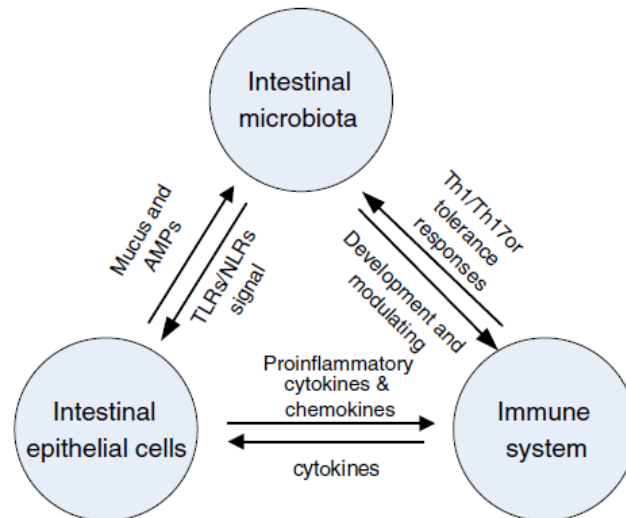 Intestinal
microbiota
Mucus and
AMPs
TLRs/NLRs
signal
Th1/Th17or
tolerance
responses
Development and
modulating
Proinflammatory
cytokines &
chemokines
cytokines
Intestinal
epithelial cells
Immune
system